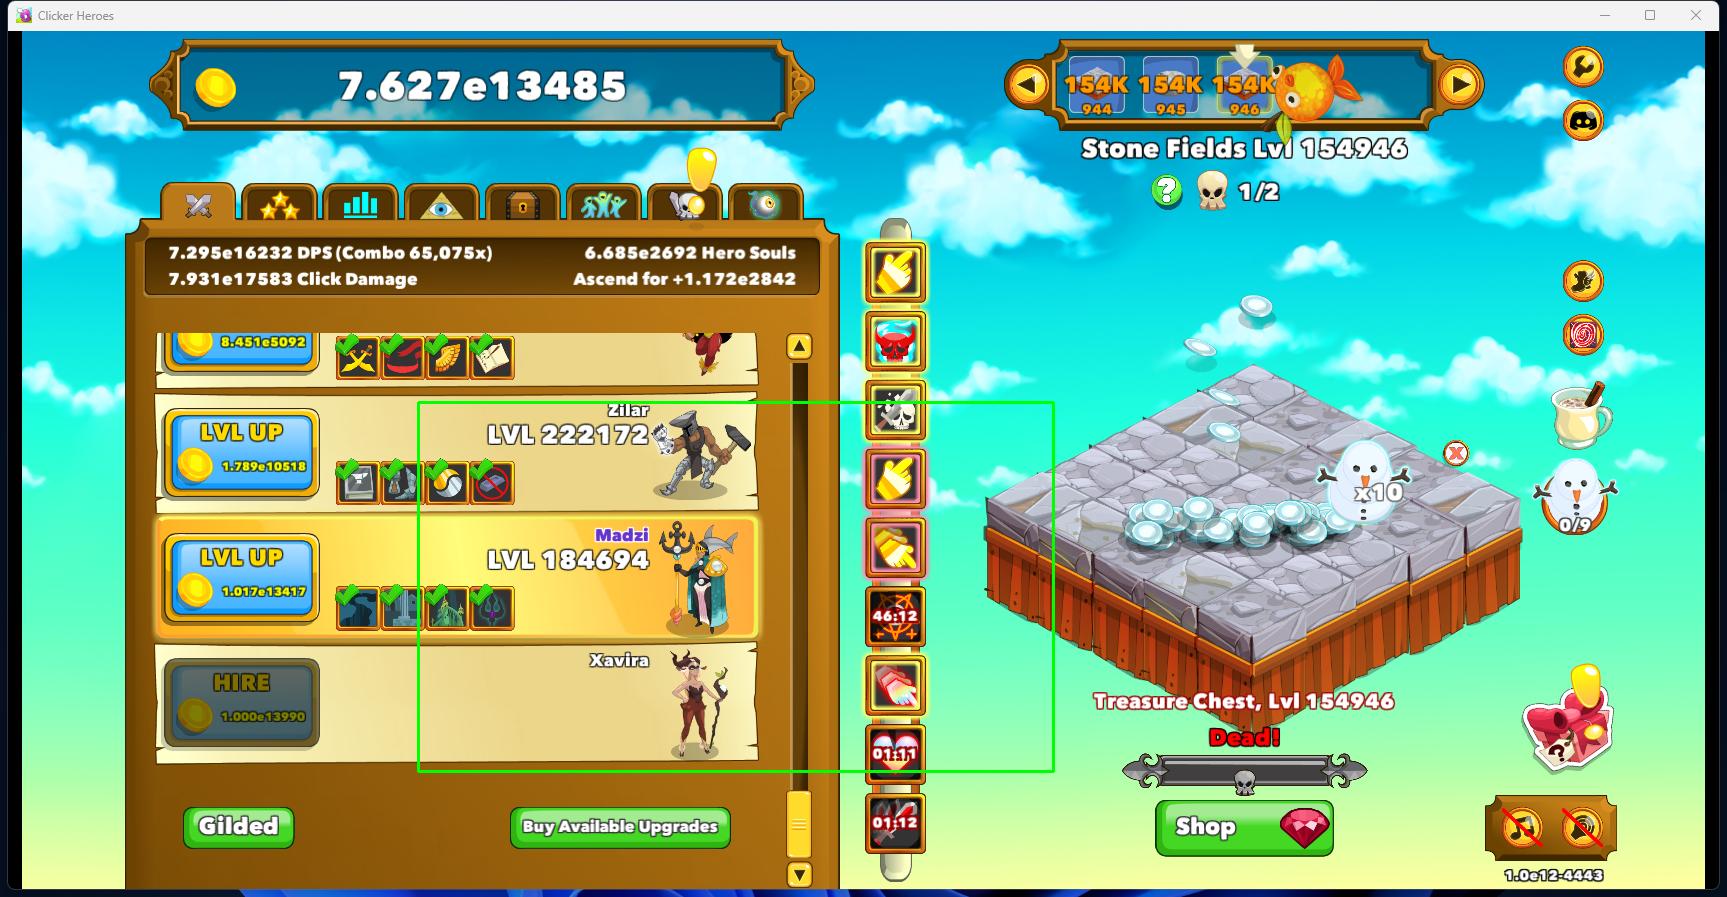 Clicker Heroes
7.627e13485
154K
944
154K
945
154K
946
Stone Fields Lvl 154946
1/2
7.295e16232 DPS (Combo 65,075x)
6.685e2692 Hero Souls
7.931e17583 Click Damage
Ascend for +1.172e2842
8.451e5092
LVL UP
1.789e10518
Zilar
LVL 222172
LVL UP
1.017e13417
Madzi
LVL 184694
HIRE
1.000e13990
Xavira
Gilded
Buy Available Upgrades
46:12
01:11
01:12
x10
0/9
Treasure Chest, Lvl 154946
Dead!
Shop
1.0e12-4443